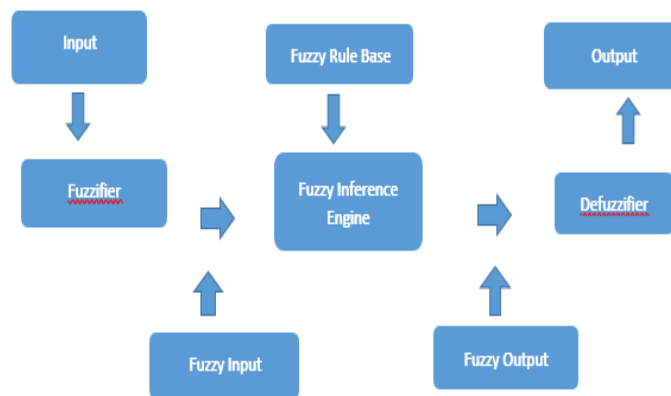 Input
Fuzzy Rule Base
Output
Fuzzifier
Fuzzy Inference
Engine
Defuzzifier
Fuzzy Input
Fuzzy Output